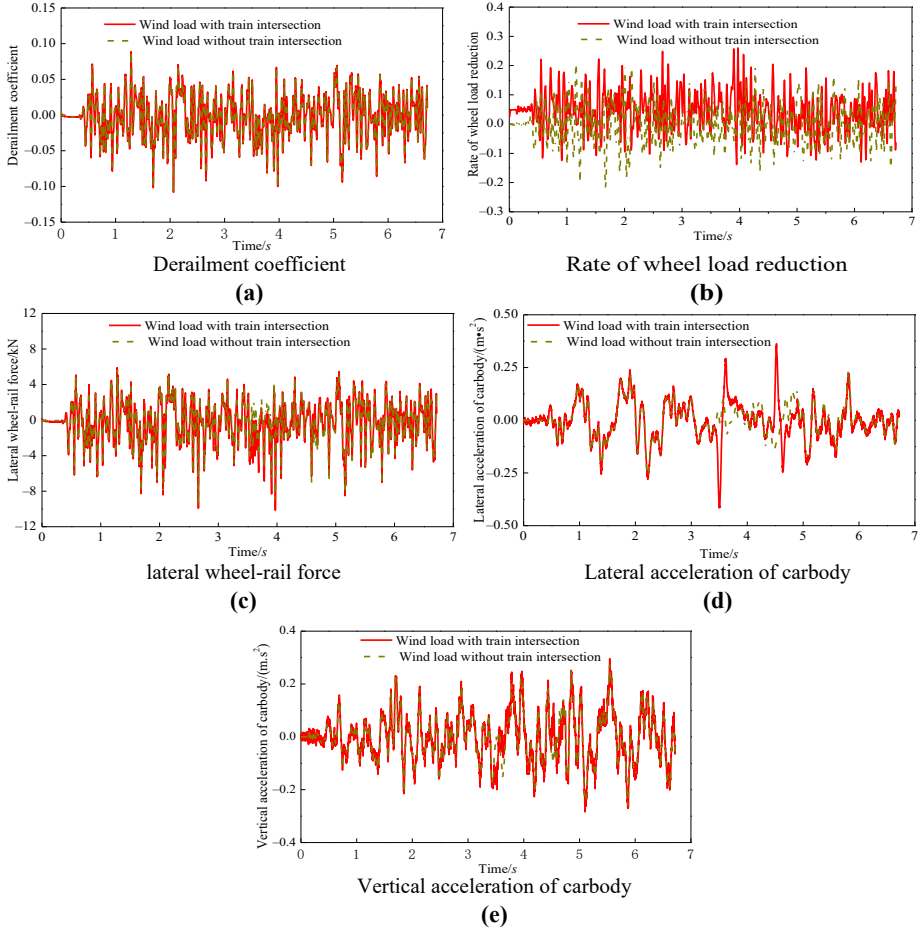 Wind load with train intersection
Wind load without train intersection
Derailment coefficient
0.15
0.10
0.05
0.00
−0.05
−0.10
−0.15
0 1 2 3 4 5 6 7
Time/s
Derailment coefficient
(a)
Wind load with train intersection
Wind load without train intersection
Rate of wheel load reduction
0.4
0.3
0.2
0.1
0.0
−0.1
−0.2
−0.3
0 1 2 3 4 5 6 7
Time/s
Rate of wheel load reduction
(b)
Wind load with train intersection
Wind load without train intersection
Lateral wheel-rail force/kN
12
8
4
0
−4
−8
−12
0 1 2 3 4 5 6 7
Time/s
lateral wheel-rail force
(c)
Wind load with train intersection
Wind load without train intersection
Lateral acceleration of carbody/(m•s²)
0.50
0.25
0.00
−0.25
−0.50
0 1 2 3 4 5 6 7
Time/s
Lateral acceleration of carbody
(d)
Wind load with train intersection
Wind load without train intersection
Vertical acceleration of carbody/(m.s²)
0.4
0.2
0.0
−0.2
−0.4
0 1 2 3 4 5 6 7
Time/s
Vertical acceleration of carbody
(e)